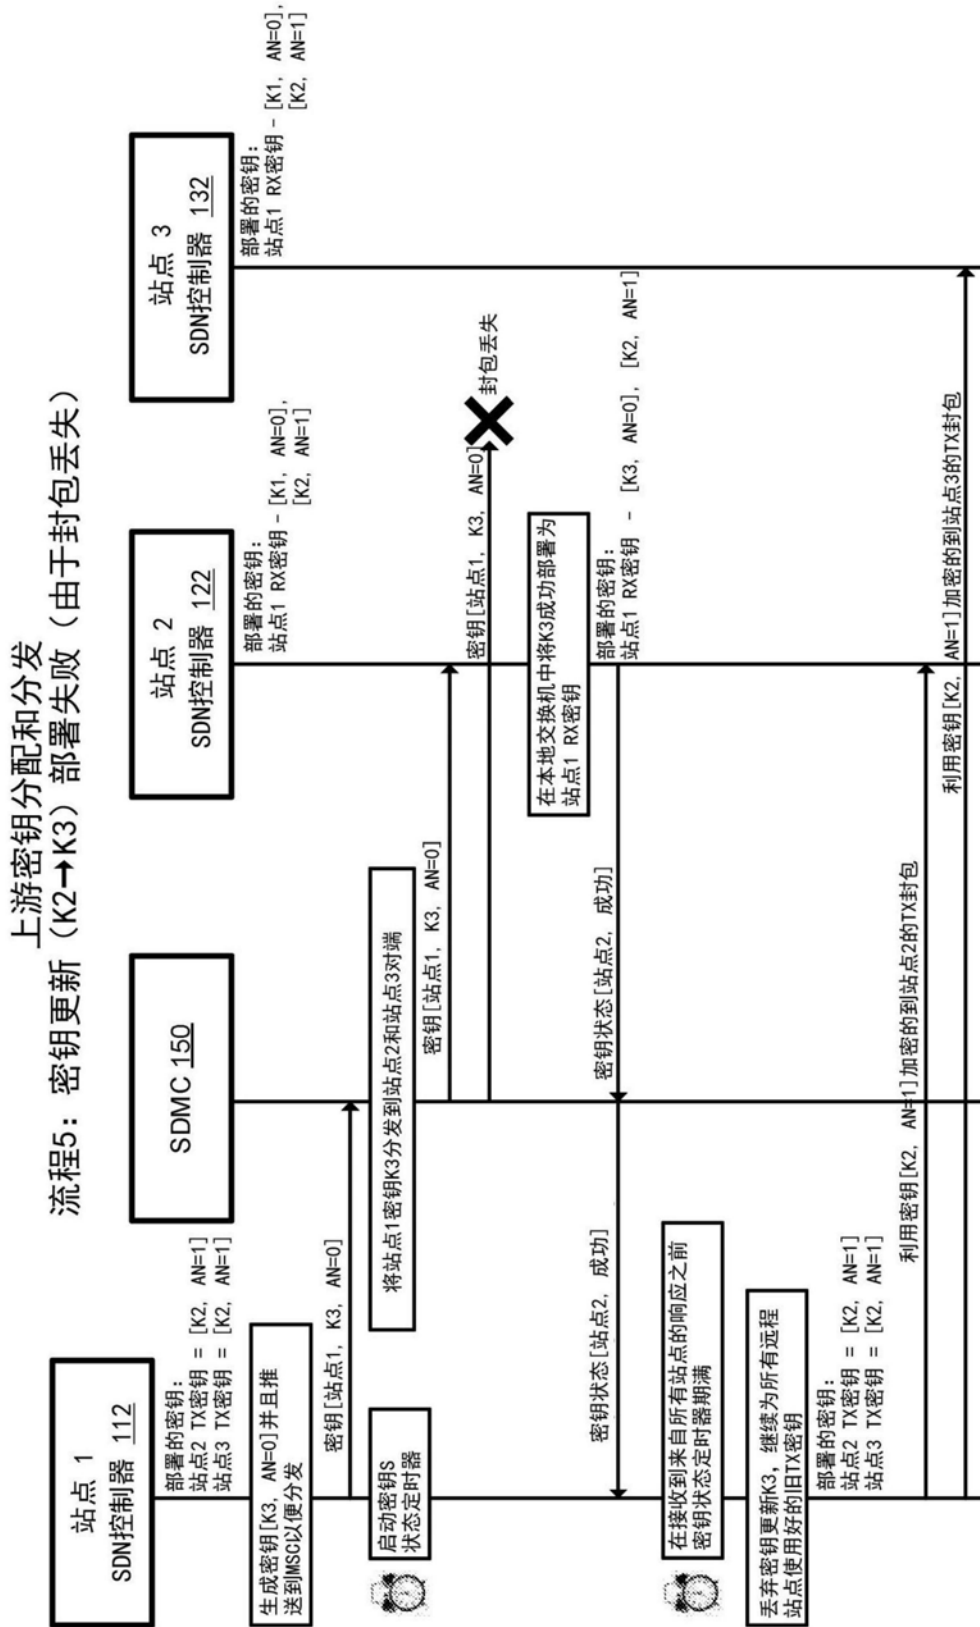 上游密钥分配和分发
流程5：密钥更新（K2→K3）部署失败（由于封包丢失）
站点 1
SDN控制器 112
SDMC 150
站点 2
SDN控制器 122
站点 3
SDN控制器 132
部署的密钥：
站点2 TX密钥 = [K2, AN=1]
站点3 TX密钥 = [K2, AN=1]
部署的密钥：
站点1 RX密钥 - [K1, AN=0],
[K2, AN=1]
部署的密钥：
站点1 RX密钥 - [K1, AN=0],
[K2, AN=1]
生成密钥[K3, AN=0]并且推
送到MSC以便分发
密钥[站点1, K3, AN=0]
启动密钥S
状态定时器
将站点1密钥K3分发到站点2和站点3对端
密钥[站点1, K3, AN=0]
密钥[站点1, K3, AN=0]
封包丢失
在本地交换机中将K3成功部署为
站点1 RX密钥
部署的密钥：
站点1 RX密钥 - [K3, AN=0], [K2, AN=1]
密钥状态[站点2, 成功]
密钥状态[站点2, 成功]
在接收到来自所有站点的响应之前
密钥状态定时器期满
丢弃密钥更新K3，继续为所有远程
站点使用好的旧TX密钥
部署的密钥：
站点2 TX密钥 = [K2, AN=1]
站点3 TX密钥 = [K2, AN=1]
利用密钥[K2, AN=1]加密的到站点2的TX封包
利用密钥[K2, AN=1]加密的到站点3的TX封包